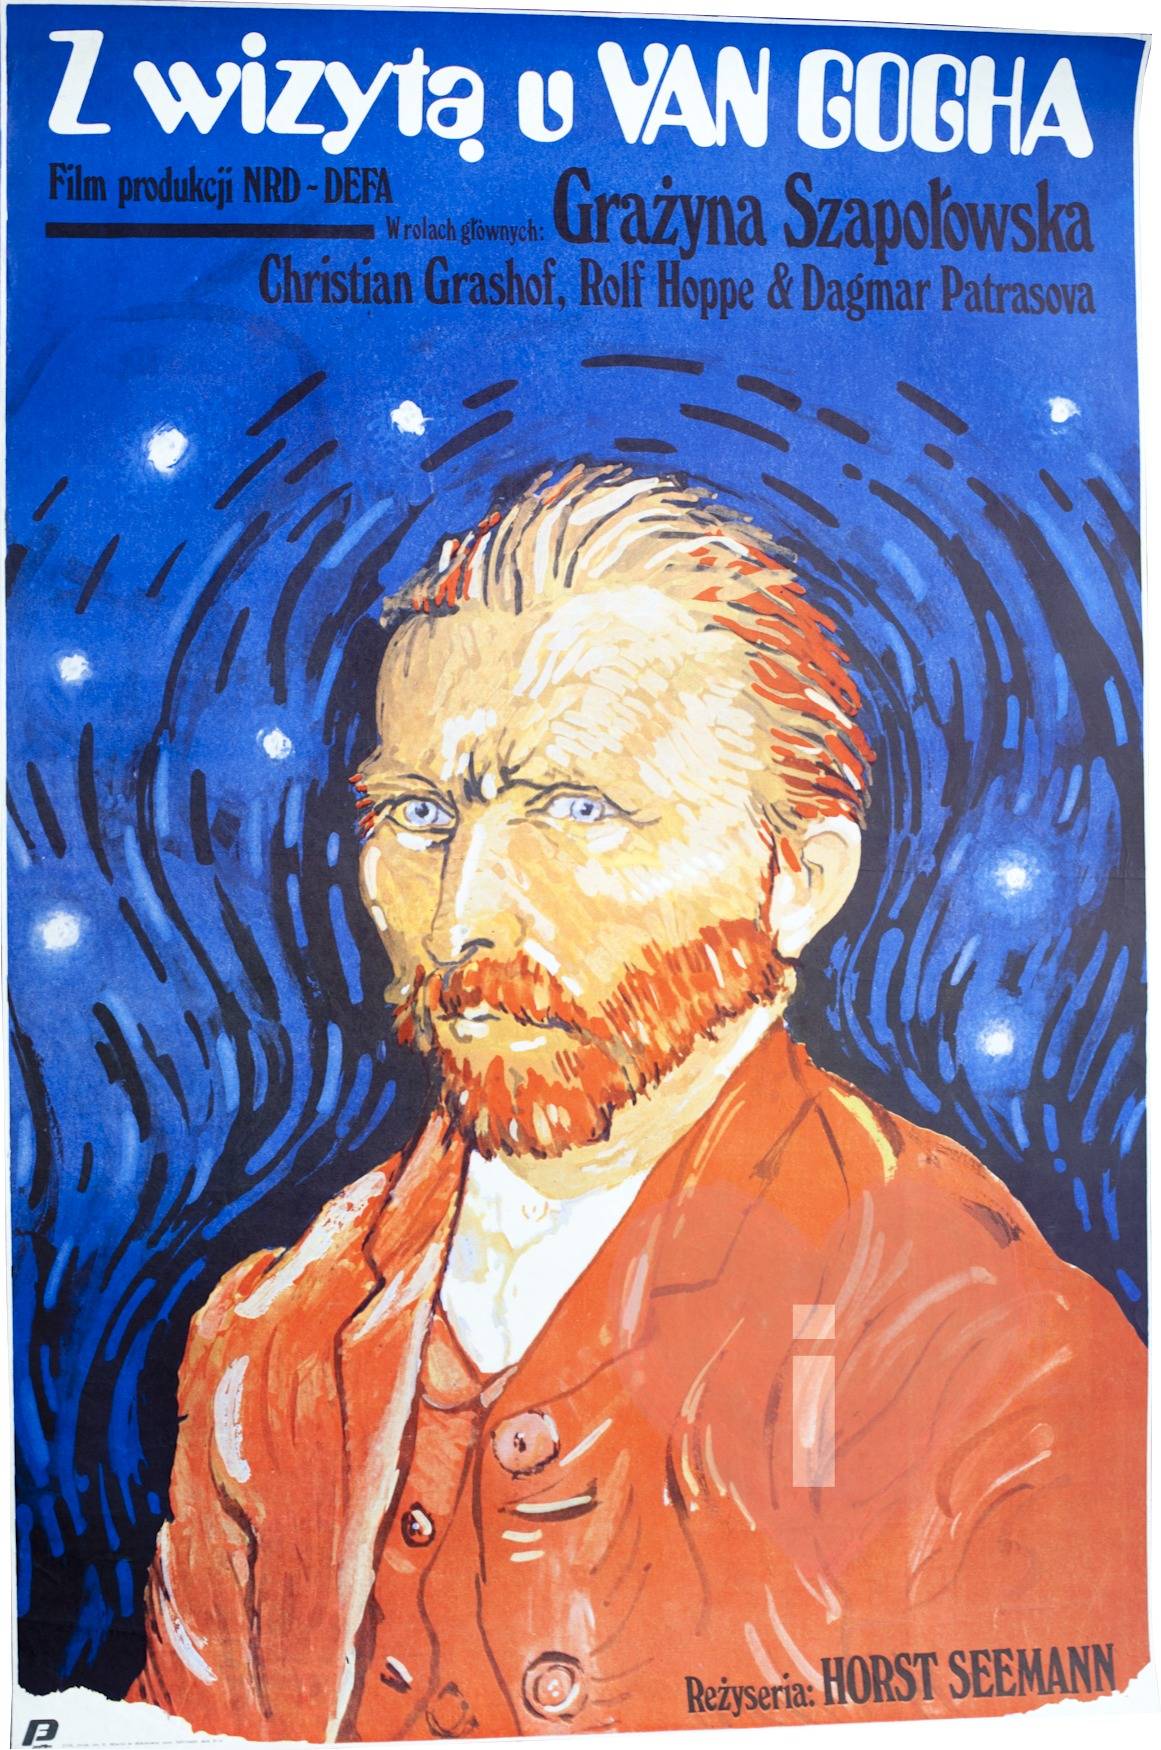 Z wizytą u VAN GOGHA
Film produkcji NRD - DEFA
W rolach głównych: Grażyna Szapołowska
Christian Grashof, Rolf Hoppe & Dagmar Patrasova
i
Reżyseria: HORST SEEMANN